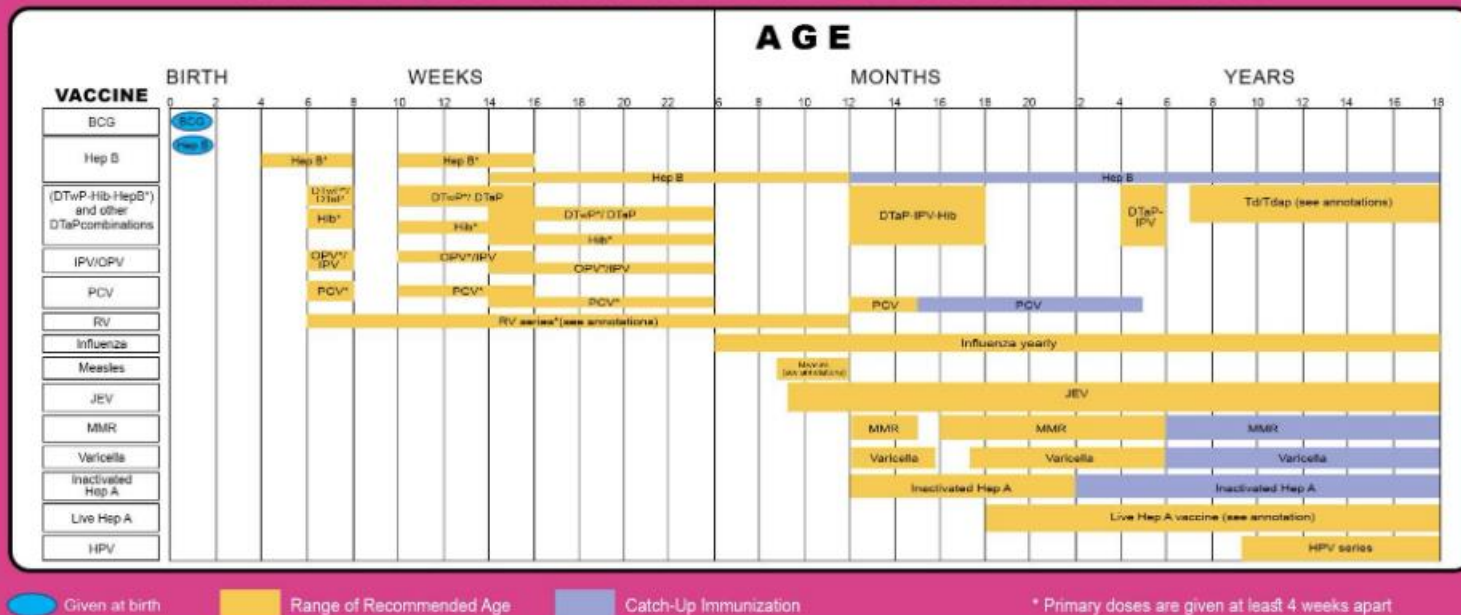 AGE
BIRTH WEEKS MONTHS YEARS
VACCINE
0 2 4 6 8 10 12 14 16 18 20 22 6 8 10 12 14 16 18 20 2 4 6 8 10 12 14 16 18
BCG BCG
Hep B
Hep B
Hep B* Hep B*
Hep B Hep B
(DTwP-Hib-HepB*)
and other
DTaPcombinations
DTwP*/
DTaP
DTwP*/ DTaP
DTwP*/ DTaP
Hib* Hib*
Hib*
DTaP-IPV-Hib
DTaP-
IPV
Td/Tdap (see annotations)
IPV/OPV
OPV*/
IPV
OPV*/IPV
OPV*/IPV
PCV
PCV* PCV*
PCV* PCV PCV
RV RV series*(see annotations)
Influenza Influenza yearly
Measles
Measles
(see annotations)
JEV JEV
MMR MMR MMR MMR
Varicella Varicella Varicella Varicella
Inactivated
Hep A
Inactivated Hep A Inactivated Hep A
Live Hep A Live Hep A vaccine (see annotation)
HPV HPV series
Given at birth Range of Recommended Age Catch-Up Immunization * Primary doses are given at least 4 weeks apart